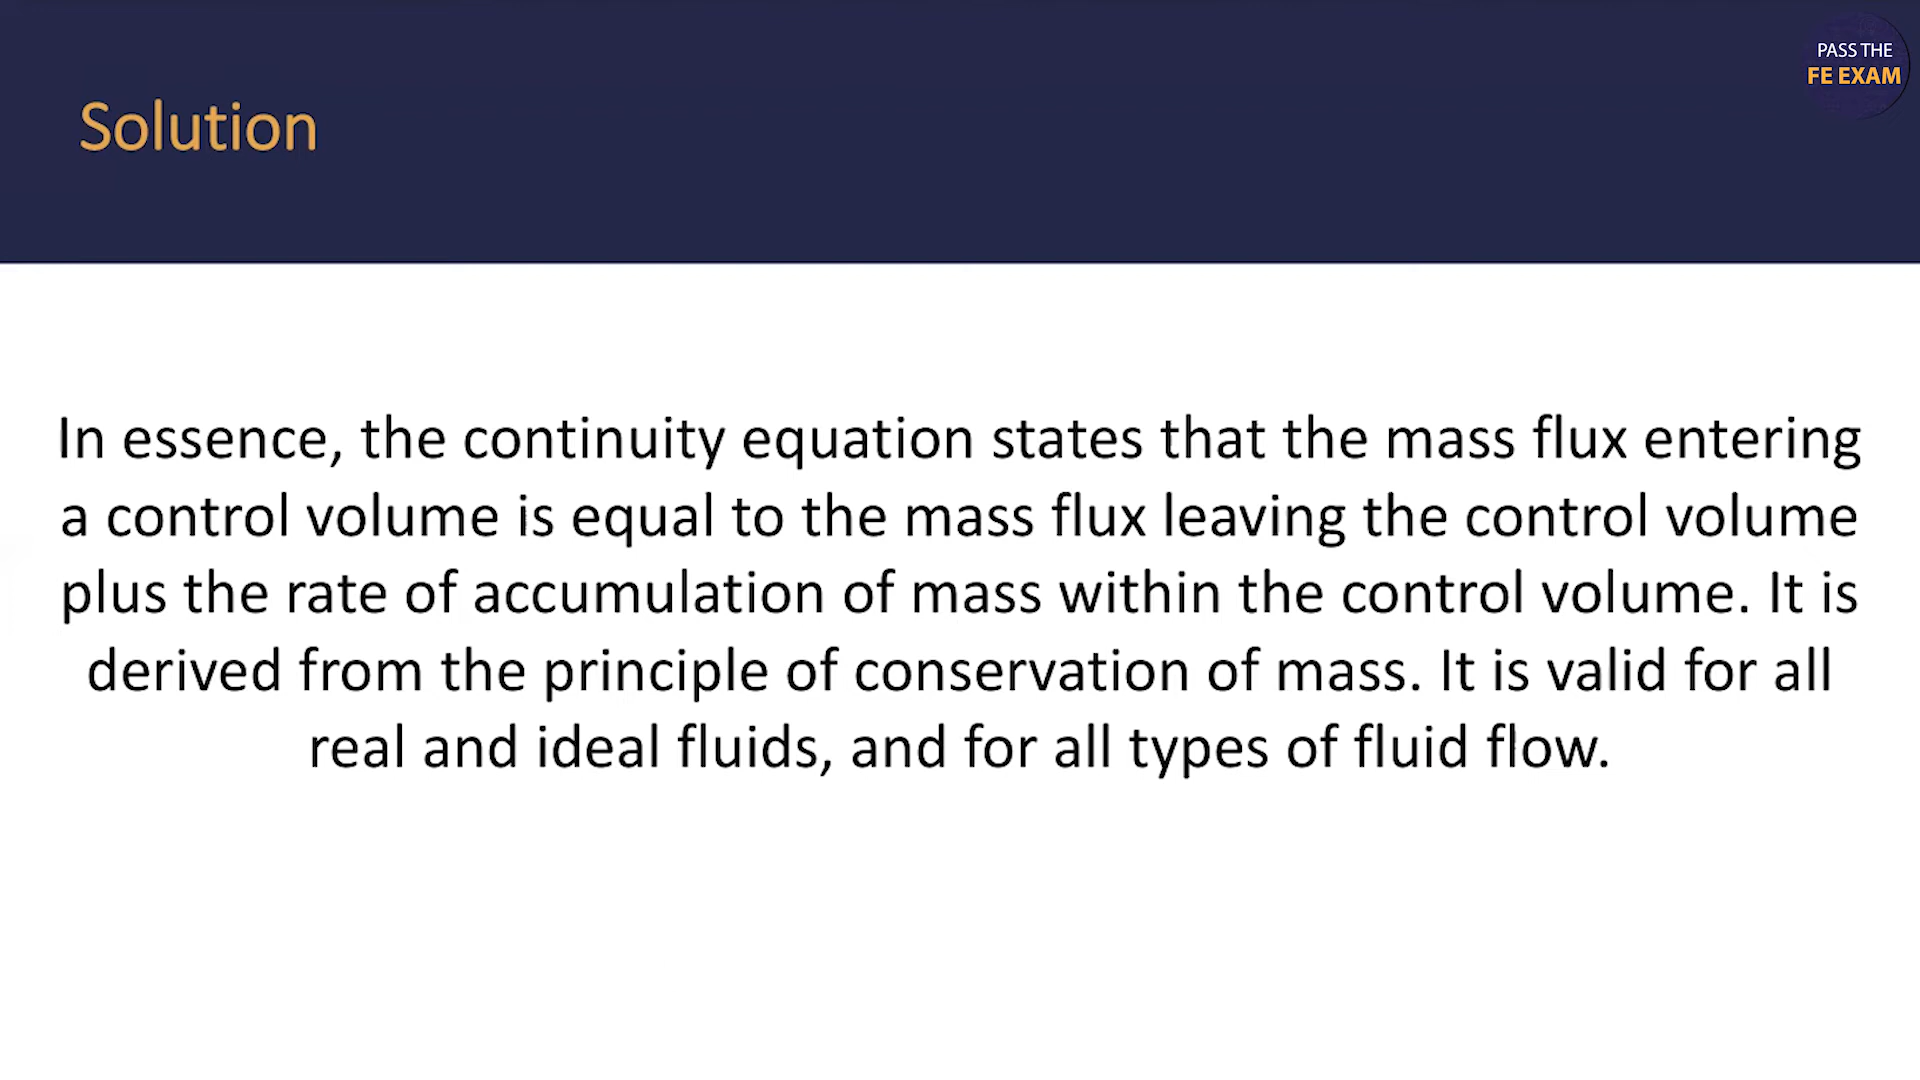 PASS THE
FE EXAM
Solution
In essence, the continuity equation states that the mass flux entering
a control volume is equal to the mass flux leaving the control volume
plus the rate of accumulation of mass within the control volume. It is
derived from the principle of conservation of mass. It is valid for all
real and ideal fluids, and for all types of fluid flow.